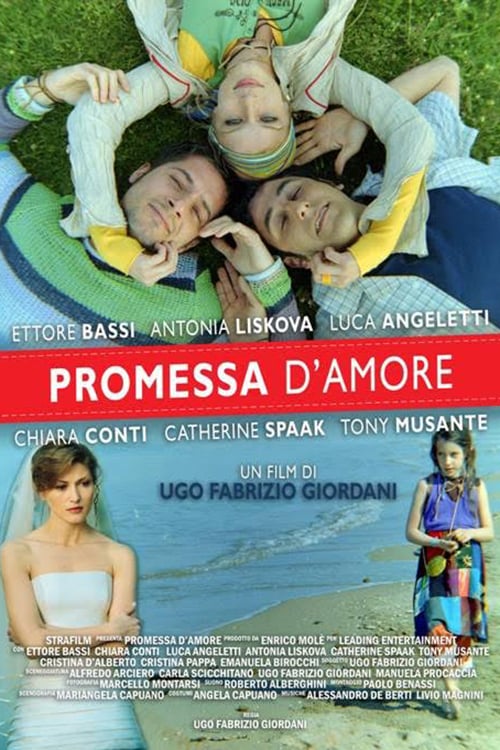 ETTORE BASSI ANTONIA LISKOVA LUCA ANGELETTI
PROMESSA D'AMORE
CHIARA CONTI CATHERINE SPAAK TONY MUSANTE
UN FILM DI
UGO FABRIZIO GIORDANI
STRAFILM PRESENTA PROMESSA D'AMORE PRODOTTO DA ENRICO MOLÈ PER LEADING ENTERTAINMENT
CON ETTORE BASSI CHIARA CONTI LUCA ANGELETTI ANTONIA LISKOVA CATHERINE SPAAK TONY MUSANTE
CRISTINA D'ALBERTO CRISTINA PAPPA EMANUELA BIROCCHI SOGGETTO UGO FABRIZIO GIORDANI
SCENEGGIATURA ALFREDO ARCIERO CARLA SCICCHITANO UGO FABRIZIO GIORDANI MANUELA PROCACCIA
FOTOGRAFIA MARCELLO MONTARSI SUONO ROBERTO ALBERGHINI MONTAGGIO PAOLO BENASSI
SCENOGRAFIA MARIANGELA CAPUANO COSTUMI ANGELA CAPUANO MUSICHE ALESSANDRO DE BERTI LIVIO MAGNINI
REGIA
UGO FABRIZIO GIORDANI